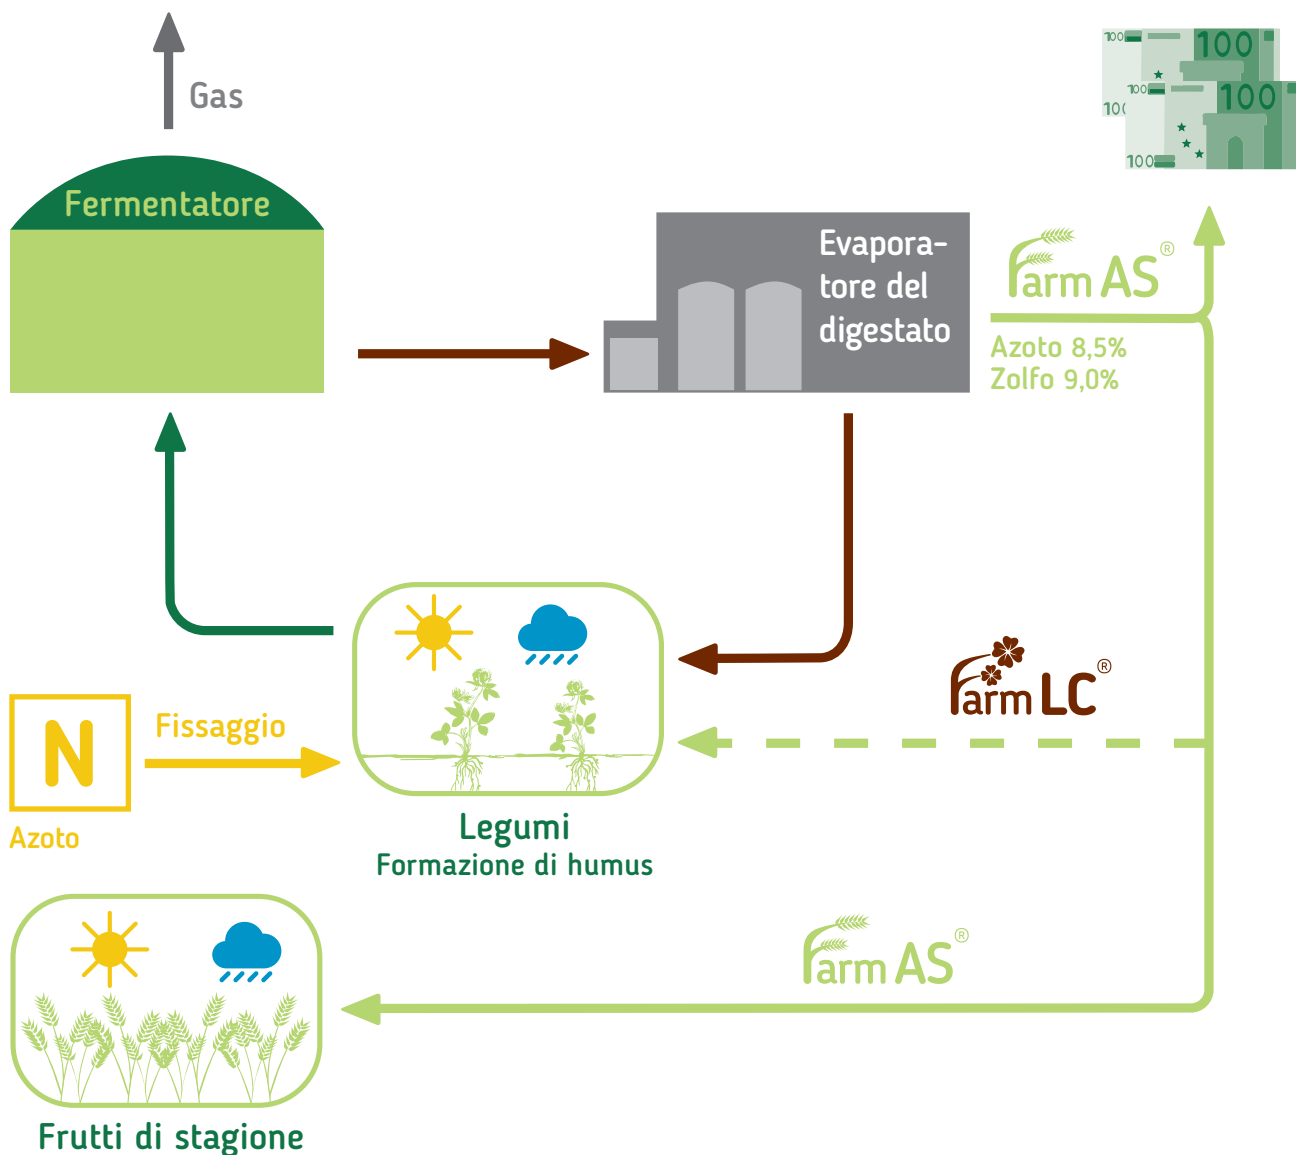 Gas
100
100
100
100
100
100
100
Fermentatore
Evapora-
tore del
digestato
Farm AS®
Azoto 8,5%
Zolfo 9,0%
Farm LC®
N
Fissaggio
Azoto
Legumi
Formazione di humus
Farm AS®
Frutti di stagione